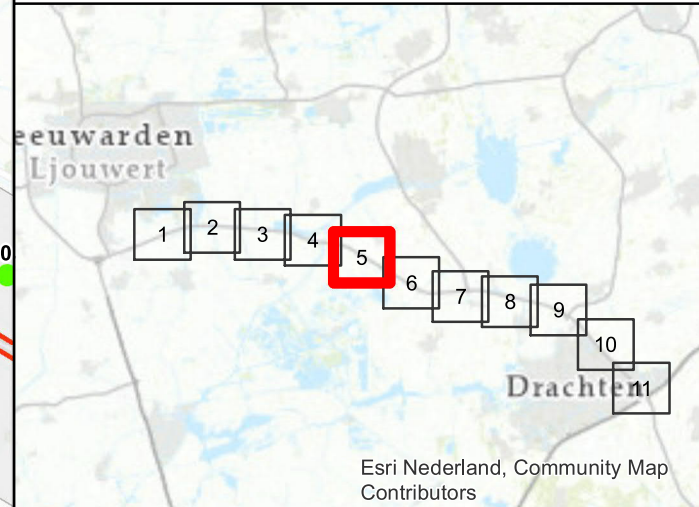 eeuwarden
Ljouwert
1
2
3
4
0
5
6
7
8
9
10
Drachten
11
Esri Nederland, Community Map
Contributors